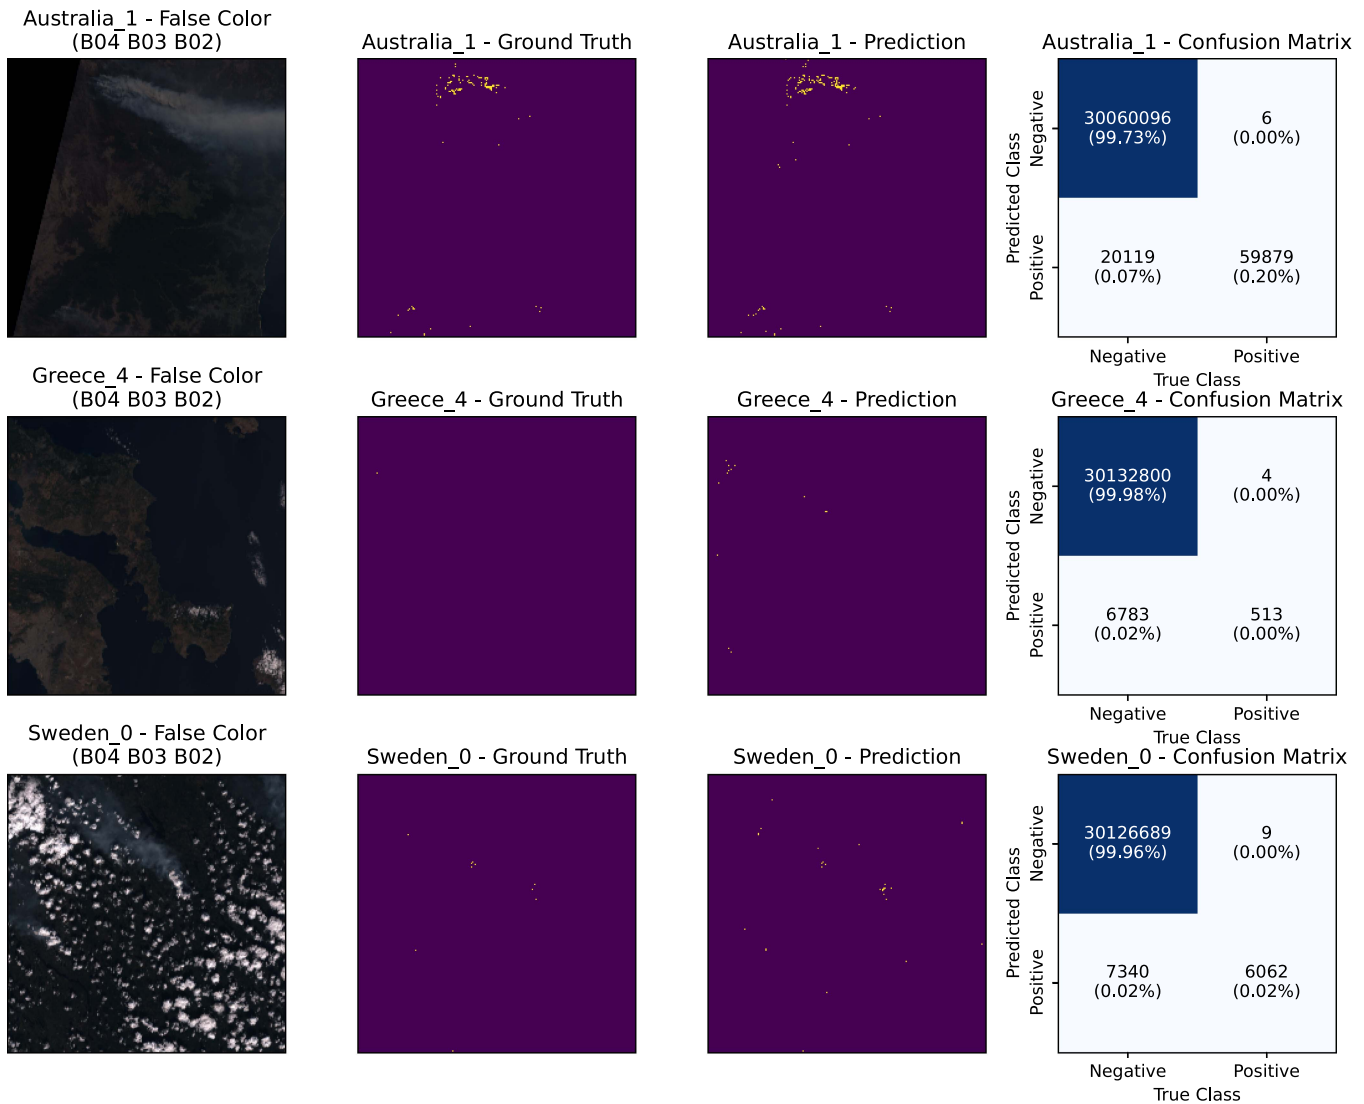 Australia_1 - False Color
(B04 B03 B02)
Australia_1 - Ground Truth
Australia_1 - Prediction
Australia_1 - Confusion Matrix
Predicted Class
Negative
Positive
30060096
(99.73%)
6
(0.00%)
20119
(0.07%)
59879
(0.20%)
Negative
Positive
True Class
Greece_4 - False Color
(B04 B03 B02)
Greece_4 - Ground Truth
Greece_4 - Prediction
Greece_4 - Confusion Matrix
Predicted Class
Negative
Positive
30132800
(99.98%)
4
(0.00%)
6783
(0.02%)
513
(0.00%)
Negative
Positive
True Class
Sweden_0 - False Color
(B04 B03 B02)
Sweden_0 - Ground Truth
Sweden_0 - Prediction
Sweden_0 - Confusion Matrix
Predicted Class
Negative
Positive
30126689
(99.96%)
9
(0.00%)
7340
(0.02%)
6062
(0.02%)
Negative
Positive
True Class